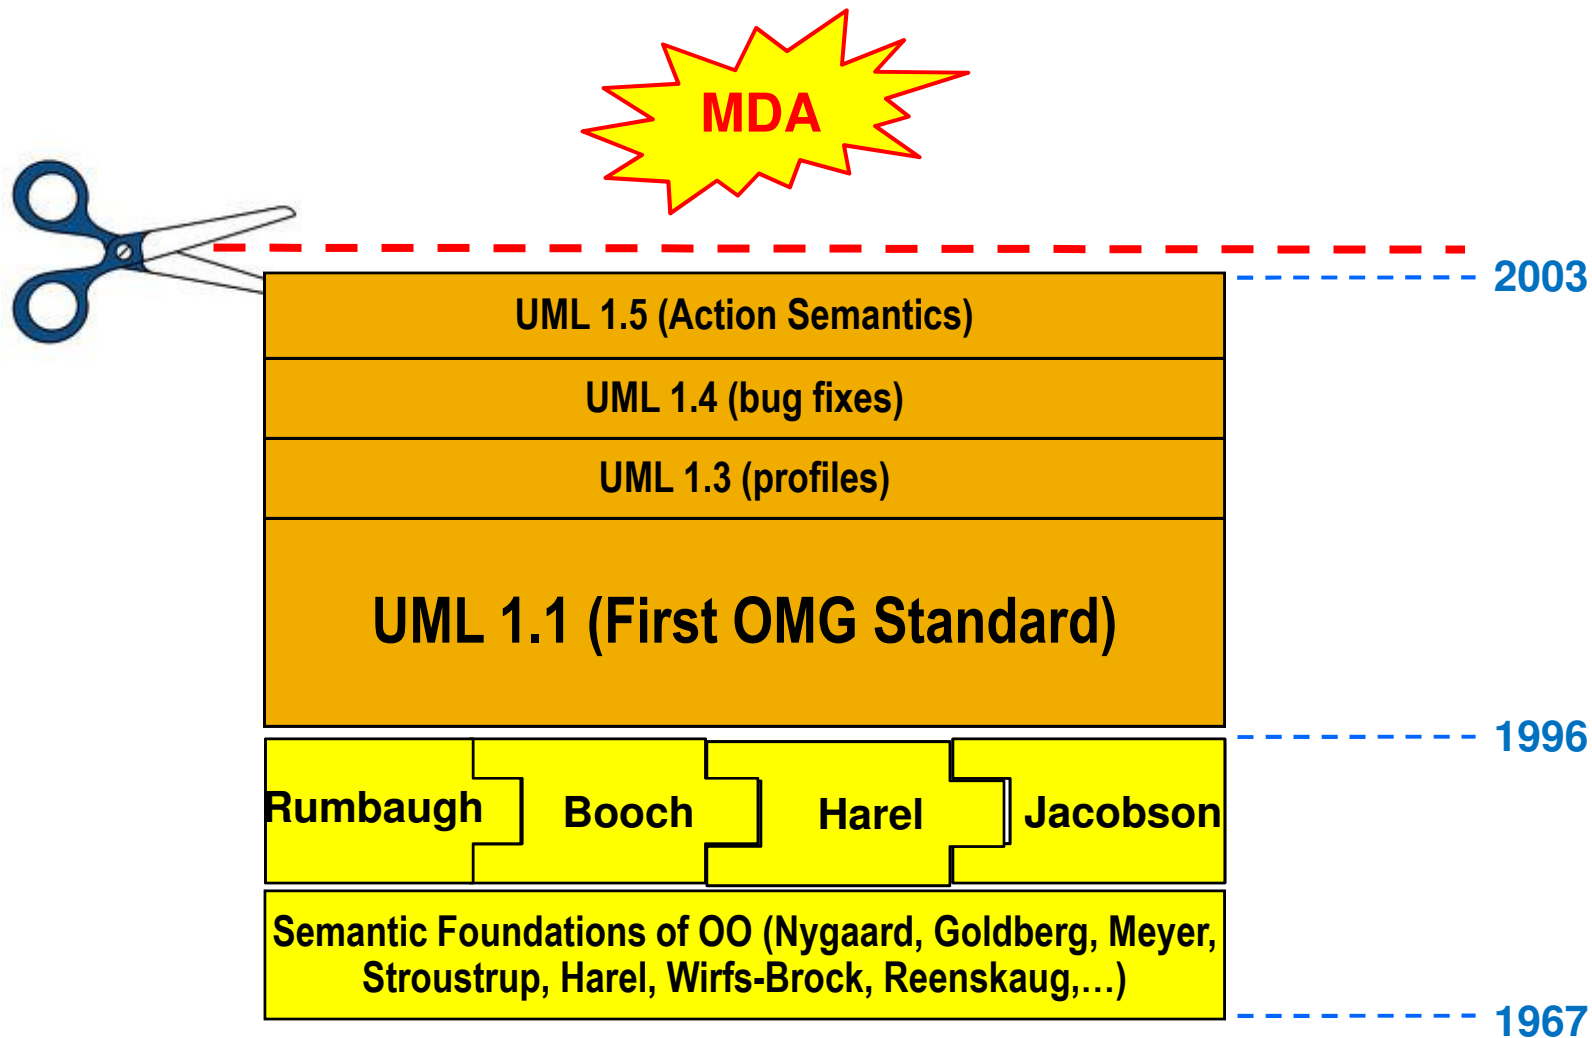 MDA
2003
UML 1.5 (Action Semantics)
UML 1.4 (bug fixes)
UML 1.3 (profiles)
UML 1.1 (First OMG Standard)
1996
Rumbaugh
Booch
Harel
Jacobson
Semantic Foundations of OO (Nygaard, Goldberg, Meyer,
Stroustrup, Harel, Wirfs-Brock, Reenskaug,…)
1967